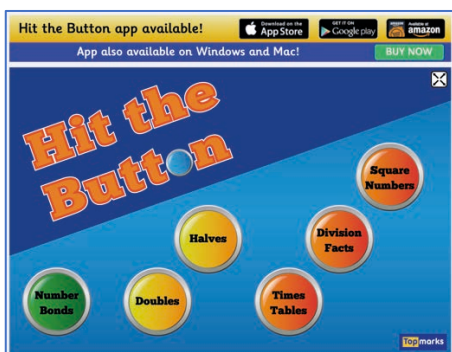 Hit the Button app available!
Download on the
App Store
GET IT ON
Google play
Available at
amazon
App also available on Windows and Mac!
BUY NOW
Hit the
Button
Square
Numbers
Halves
Division
Facts
Number
Bonds
Doubles
Times
Tables
Topmarks